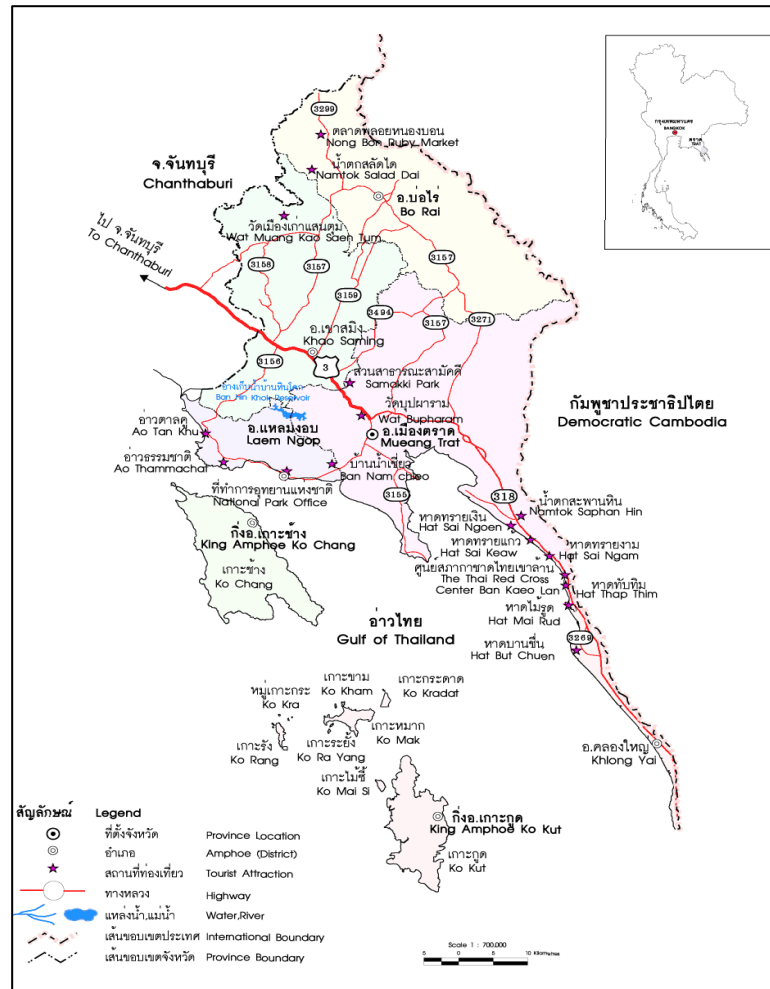 3299
ตลาดพลอยหนองบอน
Nong Bon Ruby Market
น้ำตกสลัดได
Namtok Salad Dai
จ.จันทบุรี
Chanthaburi
อ.บ่อไร่
Bo Rai
วัดเมืองเก่าแสนตุม
Wat Muang Kao Saen Tum
ไป จ.จันทบุรี
To Chanthaburi
3158
3157
3159
3157
3494
3157
3271
อ.เขาสมิง
Khao Saming
3
3156
สวนสาธารณะสามัคคี
Samakki Park
อ่างเก็บน้ำบ้านหินโคก
Ban Hin Khok Reservoir
วัดบุปผาราม
Wat Bupharam
กัมพูชาประชาธิปไตย
Democratic Cambodia
อ่าวตาลคู่
Ao Tan Khu
อ.แหลมงอบ
Laem Ngop
อ.เมืองตราด
Mueang Trat
อ่าวธรรมชาติ
Ao Thammachat
บ้านน้ำเชี่ยว
Ban Nam chieo
ที่ทำการอุทยานแห่งชาติ
National Park Office
3155
318
น้ำตกสะพานหิน
Namtok Saphan Hin
หาดทรายเงิน
Hat Sai Ngoen
หาดทรายแก้ว
Hat Sai Keaw
หาดทรายงาม
Hat Sai Ngam
กิ่งอ.เกาะช้าง
King Amphoe Ko Chang
เกาะช้าง
Ko Chang
ศูนย์สภากาชาดไทยเขาล้าน
The Thai Red Cross
Center Ban Kaeo Lan
หาดทับทิม
Hat Thap Thim
หาดไม้รูด
Hat Mai Rud
อ่าวไทย
Gulf of Thailand
3269
หาดบานชื่น
Hat But Chuen
เกาะขาม
Ko Kham
เกาะกระดาด
Ko Kradat
หมู่เกาะกระ
Ko Kra
เกาะหมาก
Ko Mak
เกาะรัง
Ko Rang
เกาะระยั้ง
Ko Ra Yang
เกาะไม้ซี้
Ko Mai Si
อ.คลองใหญ่
Khlong Yai
กิ่งอ.เกาะกูด
King Amphoe Ko Kut
เกาะกูด
Ko Kut
กรุงเทพมหานคร
BANGKOK
ตราด
TRAT
สัญลักษณ์ Legend
ที่ตั้งจังหวัด Province Location
อำเภอ Amphoe (District)
สถานที่ท่องเที่ยว Tourist Attraction
ทางหลวง Highway
แหล่งน้ำ,แม่น้ำ Water,River
เส้นขอบเขตประเทศ International Boundary
เส้นขอบเขตจังหวัด Province Boundary
Scale 1 : 700,000
5 0 5 10 Kilometres